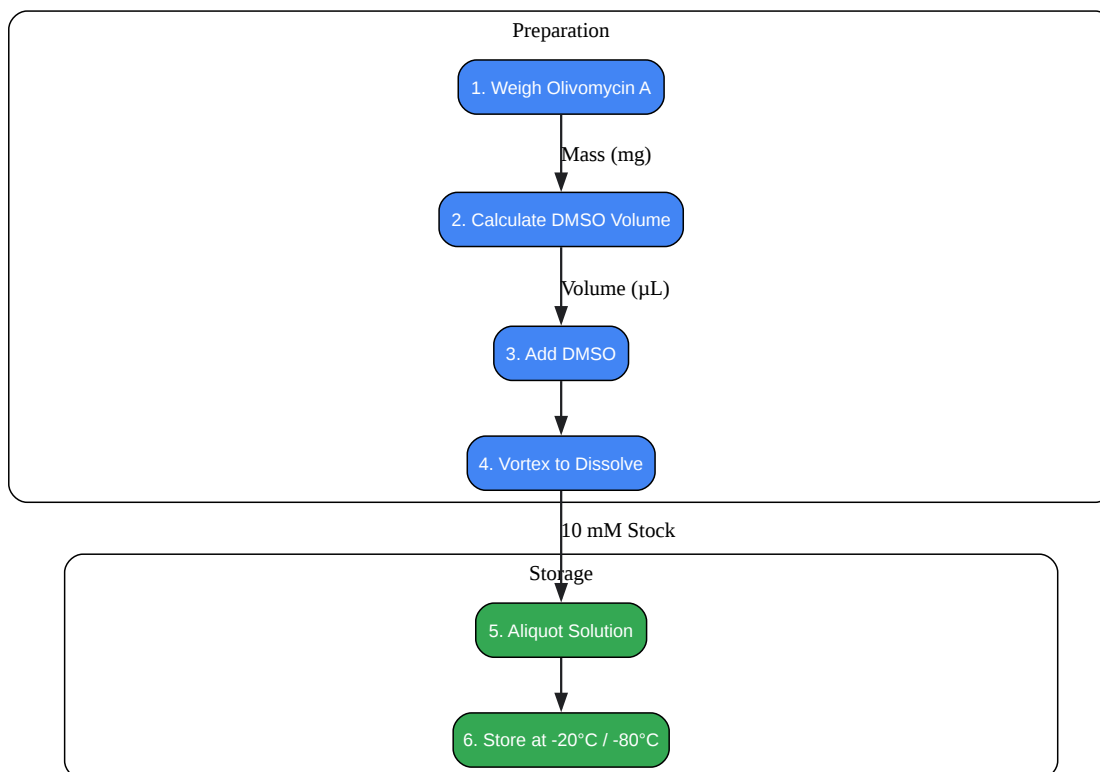 Preparation
1. Weigh Olivomycin A
Mass (mg)
2. Calculate DMSO Volume
Volume (µL)
3. Add DMSO
4. Vortex to Dissolve
10 mM Stock
Storage
5. Aliquot Solution
6. Store at -20°C / -80°C